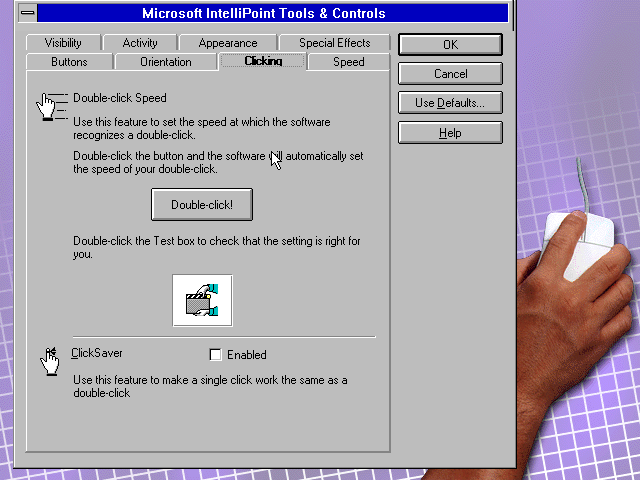 Microsoft IntelliPoint Tools & Controls
Visibility
Activity
Appearance
Special Effects
Buttons
Orientation
Clicking
Speed
OK
Cancel
Use Defaults...
Help
Double-click Speed
Use this feature to set the speed at which the software
recognizes a double-click.
Double-click the button and the software will automatically set
the speed of your double-click.
Double-click!
Double-click the Test box to check that the setting is right for
you.
ClickSaver
Enabled
Use this feature to make a single click work the same as a
double-click